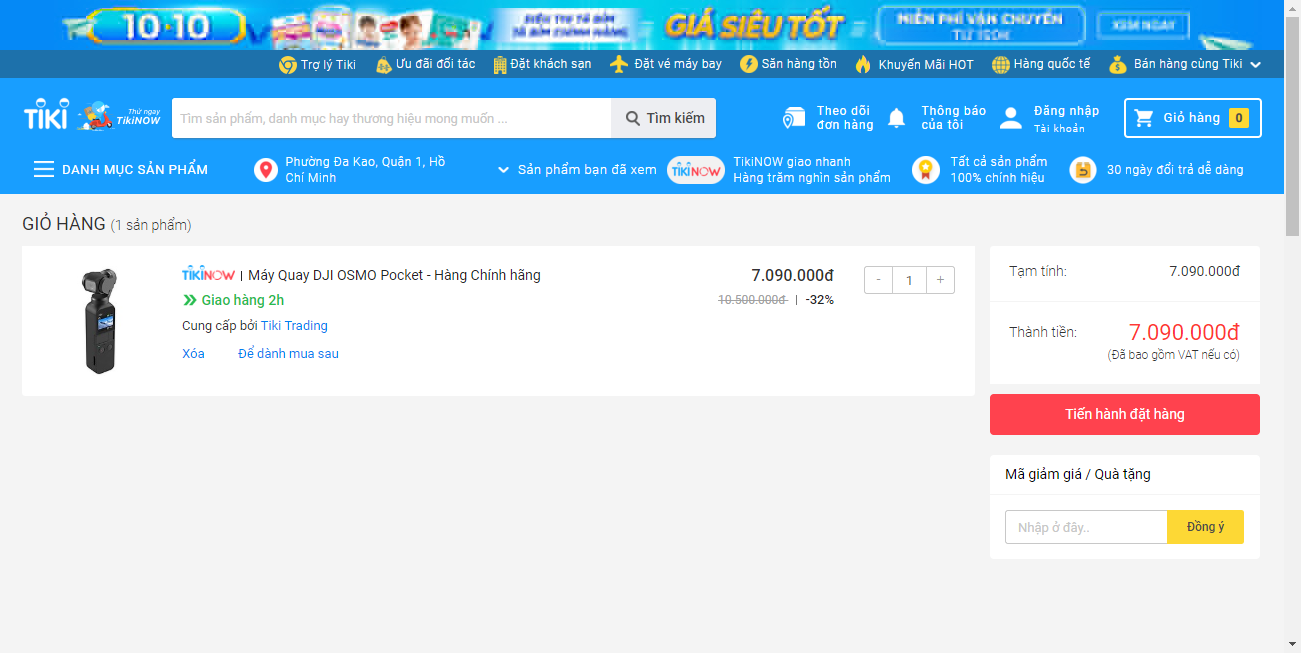 10·10
GIÁ SIÊU TỐT
MIỄN PHÍ VẬN CHUYỂN
XEM NGAY
Trợ lý Tiki
Ưu đãi đối tác
Đặt khách sạn
Đặt vé máy bay
Săn hàng tồn
Khuyến Mãi HOT
Hàng quốc tế
Bán hàng cùng Tiki
TIKI
Thử ngay
TikiNOW
Tìm sản phẩm, danh mục hay thương hiệu mong muốn ...
Tìm kiếm
Theo dõi
đơn hàng
Thông báo
của tôi
Đăng nhập
Tài khoản
Giỏ hàng 0
DANH MỤC SẢN PHẨM
Phường Đa Kao, Quận 1, Hồ
Chí Minh
Sản phẩm bạn đã xem
TIKINOW
TikiNOW giao nhanh
Hàng trăm nghìn sản phẩm
Tất cả sản phẩm
100% chính hiệu
30 ngày đổi trả dễ dàng
GIỎ HÀNG (1 sản phẩm)
TIKINOW | Máy Quay DJI OSMO Pocket - Hàng Chính hãng
Giao hàng 2h
Cung cấp bởi Tiki Trading
Xóa
Để dành mua sau
7.090.000đ
10.500.000đ | -32%
- 1 +
Tạm tính: 7.090.000đ
Thành tiền: 7.090.000đ
(Đã bao gồm VAT nếu có)
Tiến hành đặt hàng
Mã giảm giá / Quà tặng
Nhập ở đây..
Đồng ý